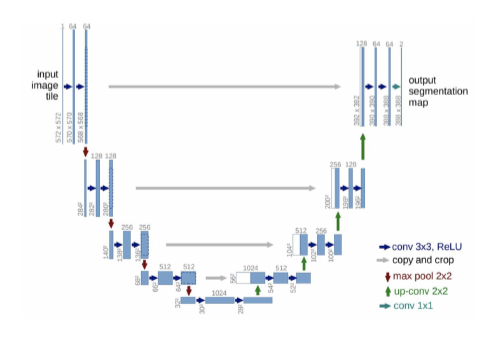 1 64 64
128 64 64 2
input
image
tile
output
segmentation
map
572 x 572
570 x 570
568 x 568
392 x 392
390 x 390
388 x 388
388 x 388
128 128
256 128
284²
282²
280²
200²
198²
196²
256 256
512 256
140²
138²
136²
104²
102²
100²
512 512
1024 512
68²
66²
64²
56²
54²
52²
1024
32²
30²
28²
conv 3x3, ReLU
copy and crop
max pool 2x2
up-conv 2x2
conv 1x1